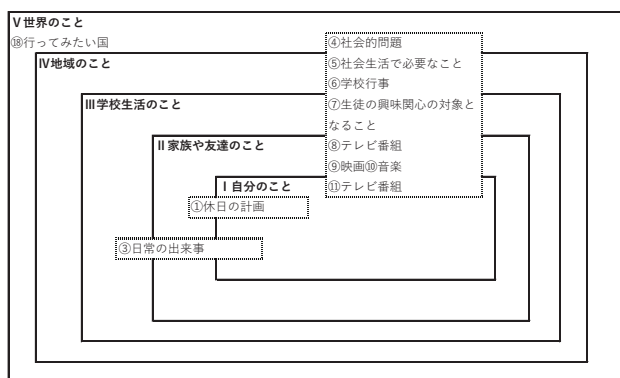 Ⅴ世界のこと
⑱行ってみたい国
Ⅳ地域のこと
Ⅲ学校生活のこと
Ⅱ家族や友達のこと
Ⅰ自分のこと
①休日の計画
③日常の出来事
④社会的問題
⑤社会生活で必要なこと
⑥学校行事
⑦生徒の興味関心の対象と
なること
⑧テレビ番組
⑨映画⑩音楽
⑪テレビ番組